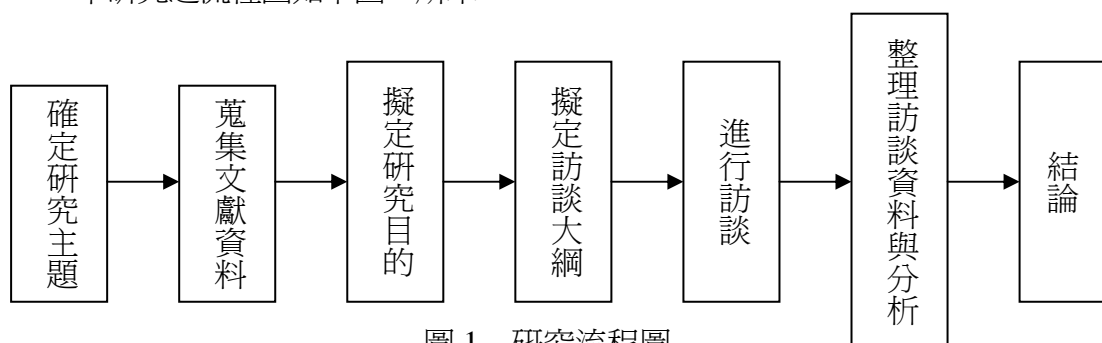 確定研究主題
蒐集文獻資料
擬定研究目的
擬定訪談大綱
進行訪談
整理訪談資料與分析
結論
圖 1 研究流程圖